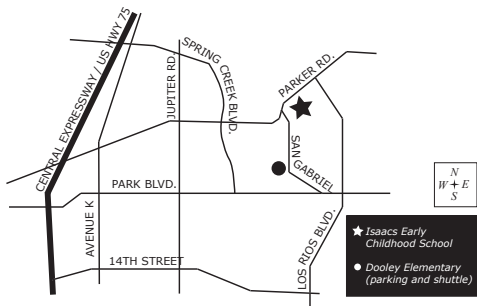 SPRING CREEK BLVD.
CENTRAL EXPRESSWAY / US HWY 75
JUPITER RD.
PARKER RD.
SAN GABRIEL
PARK BLVD.
AVENUE K
14TH STREET
LOS RIOS BLVD.
N
W E
S
Isaacs Early
Childhood School
Dooley Elementary
(parking and shuttle)